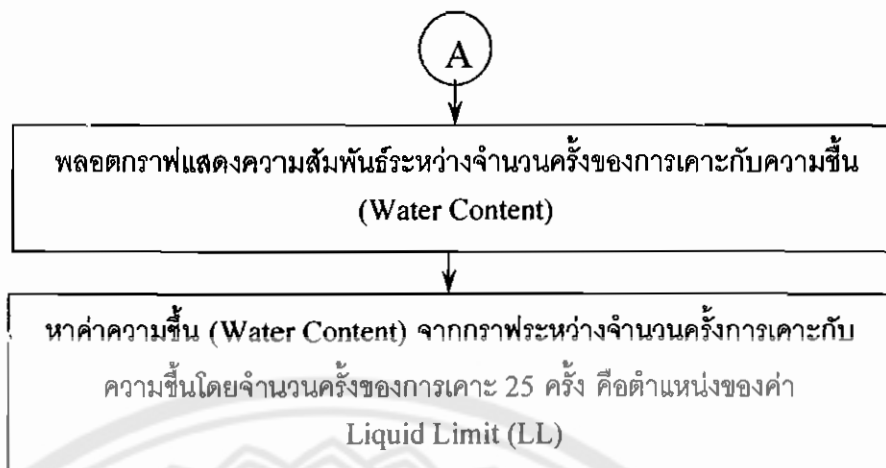 A
พลอตกราฟแสดงความสัมพันธ์ระหว่างจำนวนครั้งของการเคาะกับความชื้น
(Water Content)
หาค่าความชื้น (Water Content) จากกราฟระหว่างจำนวนครั้งการเคาะกับ
ความชื้นโดยจำนวนครั้งของการเคาะ 25 ครั้ง คือตำแหน่งของค่า
Liquid Limit (LL)